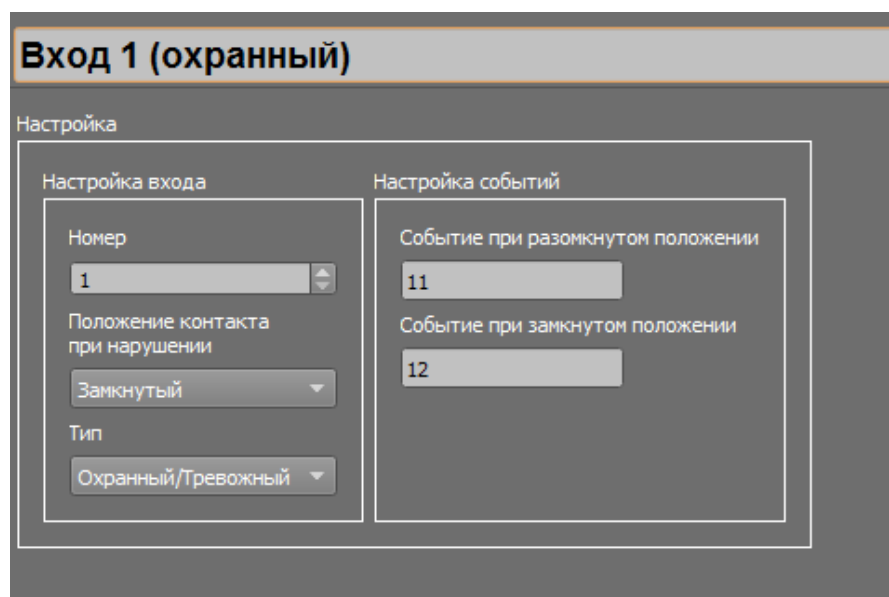 Вход 1 (охранный)
Настройка
Настройка входа
Номер
1
Положение контакта
при нарушении
Замкнутый
Тип
Охранный/Тревожный
Настройка событий
Событие при разомкнутом положении
11
Событие при замкнутом положении
12